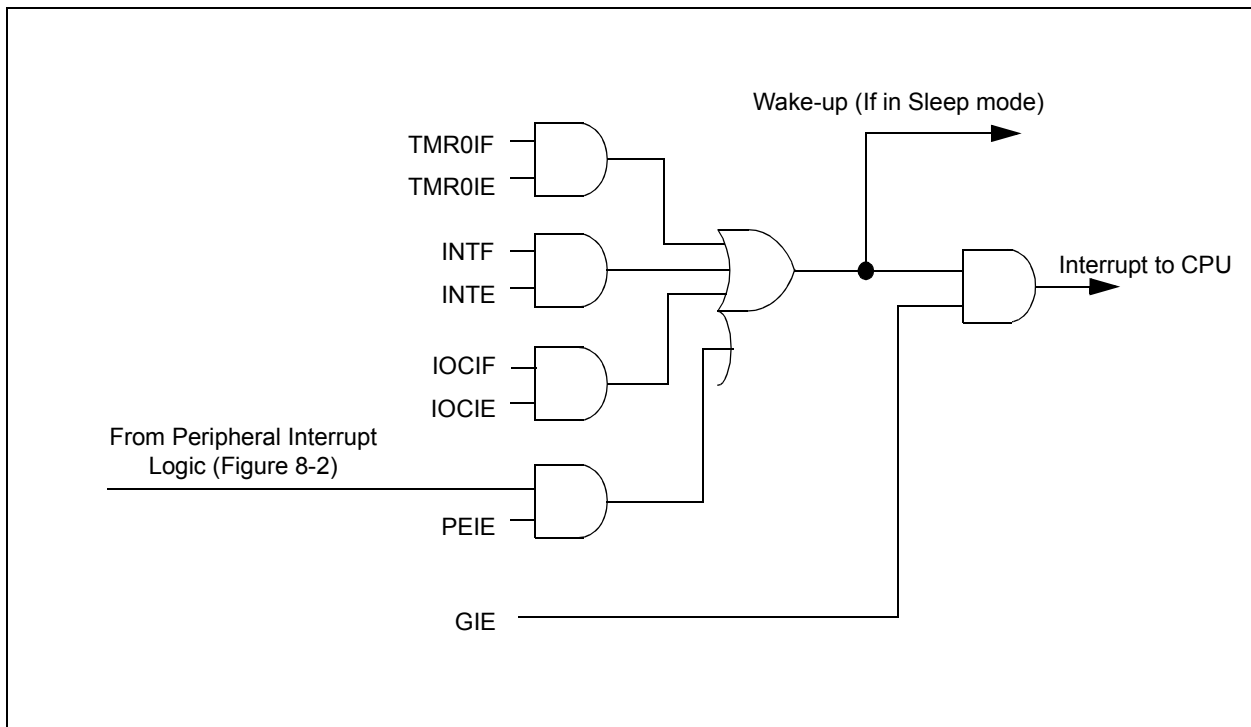 Wake-up (If in Sleep mode)
TMR0IF
TMR0IE
INTF
INTE
Interrupt to CPU
IOCIF
IOCIE
From Peripheral Interrupt
Logic (Figure 8-2)
PEIE
GIE